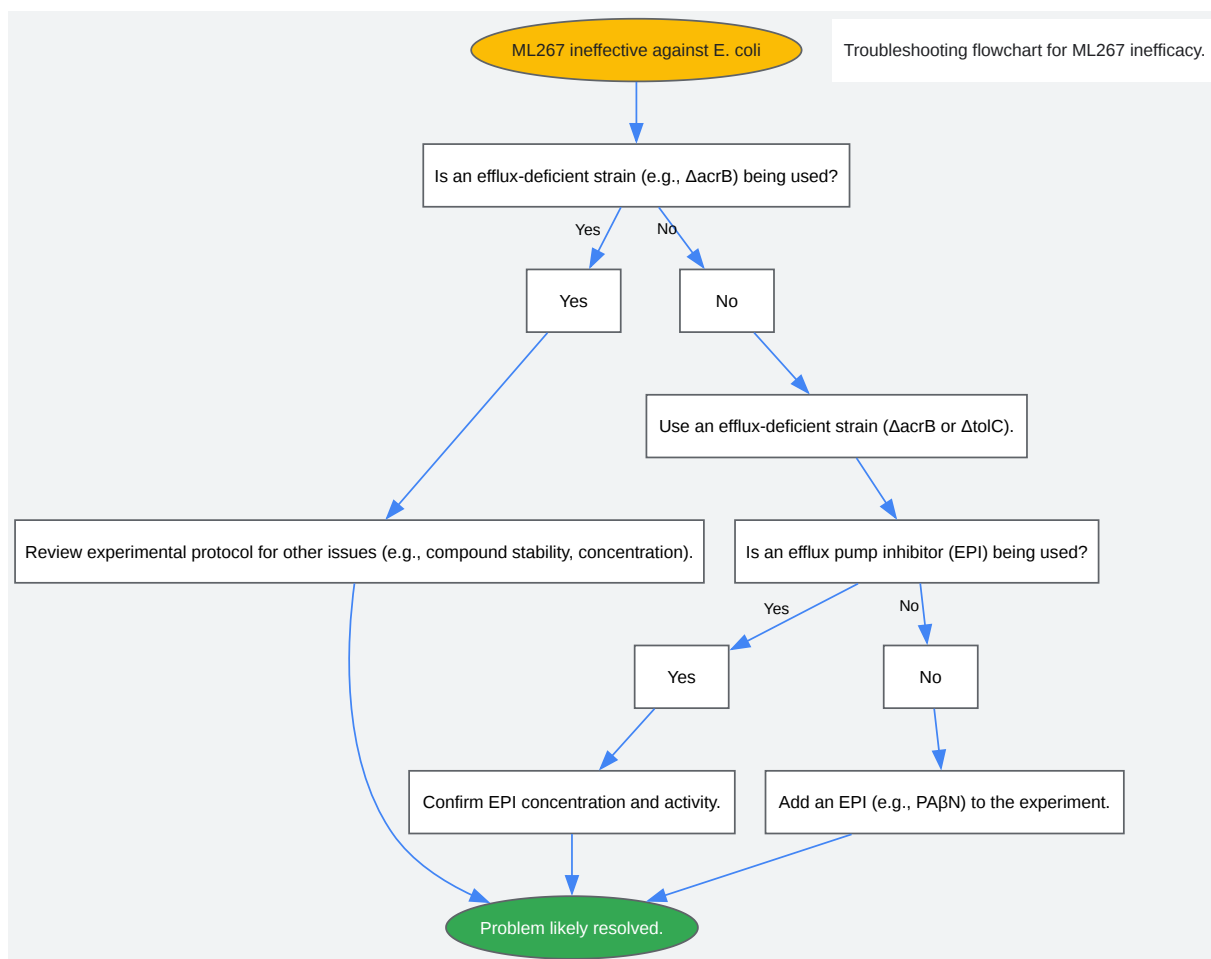 ML267 ineffective against E. coli
Troubleshooting flowchart for ML267 inefficacy.
Is an efflux-deficient strain (e.g., ΔacrB) being used?
Yes
No
Yes
No
Use an efflux-deficient strain (ΔacrB or ΔtolC).
Review experimental protocol for other issues (e.g., compound stability, concentration).
Is an efflux pump inhibitor (EPI) being used?
Yes
No
Yes
No
Confirm EPI concentration and activity.
Add an EPI (e.g., PAβN) to the experiment.
Problem likely resolved.